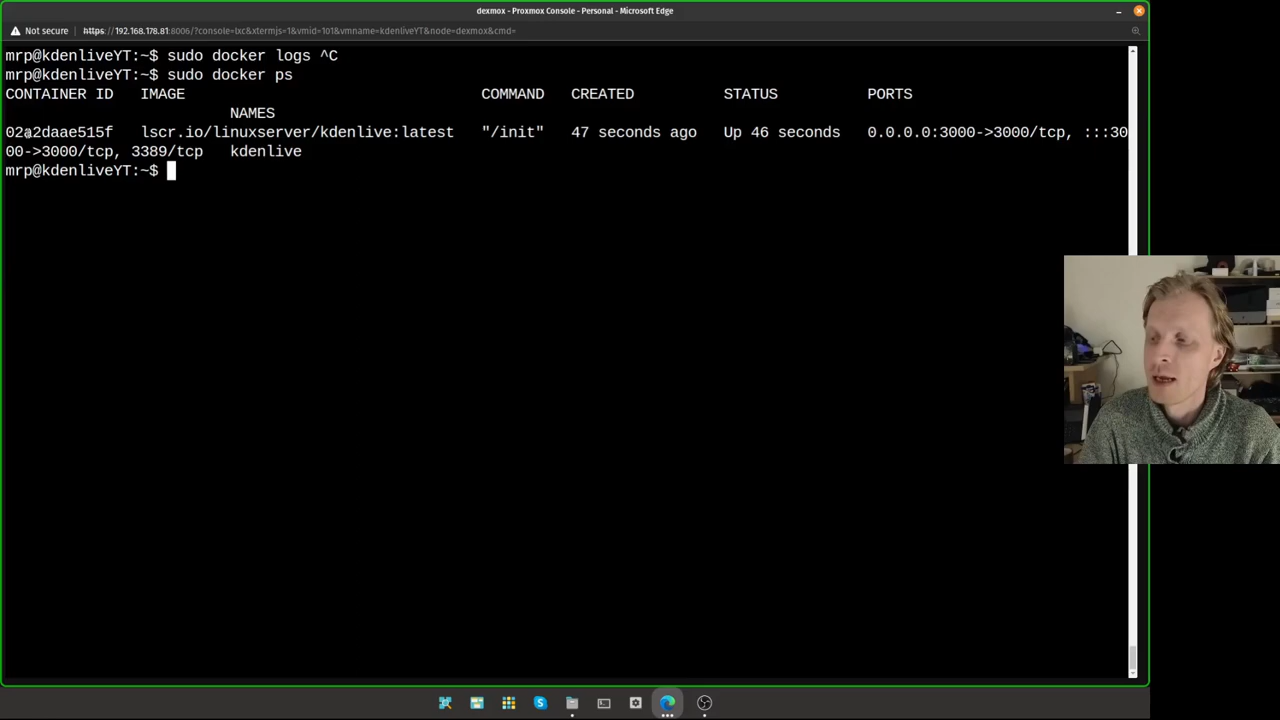 dexmox - Proxmox Console - Personal - Microsoft Edge
Not secure https://192.168.178.81:8006/?console=lxc&xtermjs=1&vmid=101&vmname=kdenliveYT&node=dexmox&cmd=
mrp@kdenliveYT:~$ sudo docker logs ^C
mrp@kdenliveYT:~$ sudo docker ps
CONTAINER ID IMAGE COMMAND CREATED STATUS PORTS
NAMES
02a2daae515f lscr.io/linuxserver/kdenlive:latest "/init" 47 seconds ago Up 46 seconds 0.0.0.0:3000->3000/tcp, :::30
00->3000/tcp, 3389/tcp kdenlive
mrp@kdenliveYT:~$